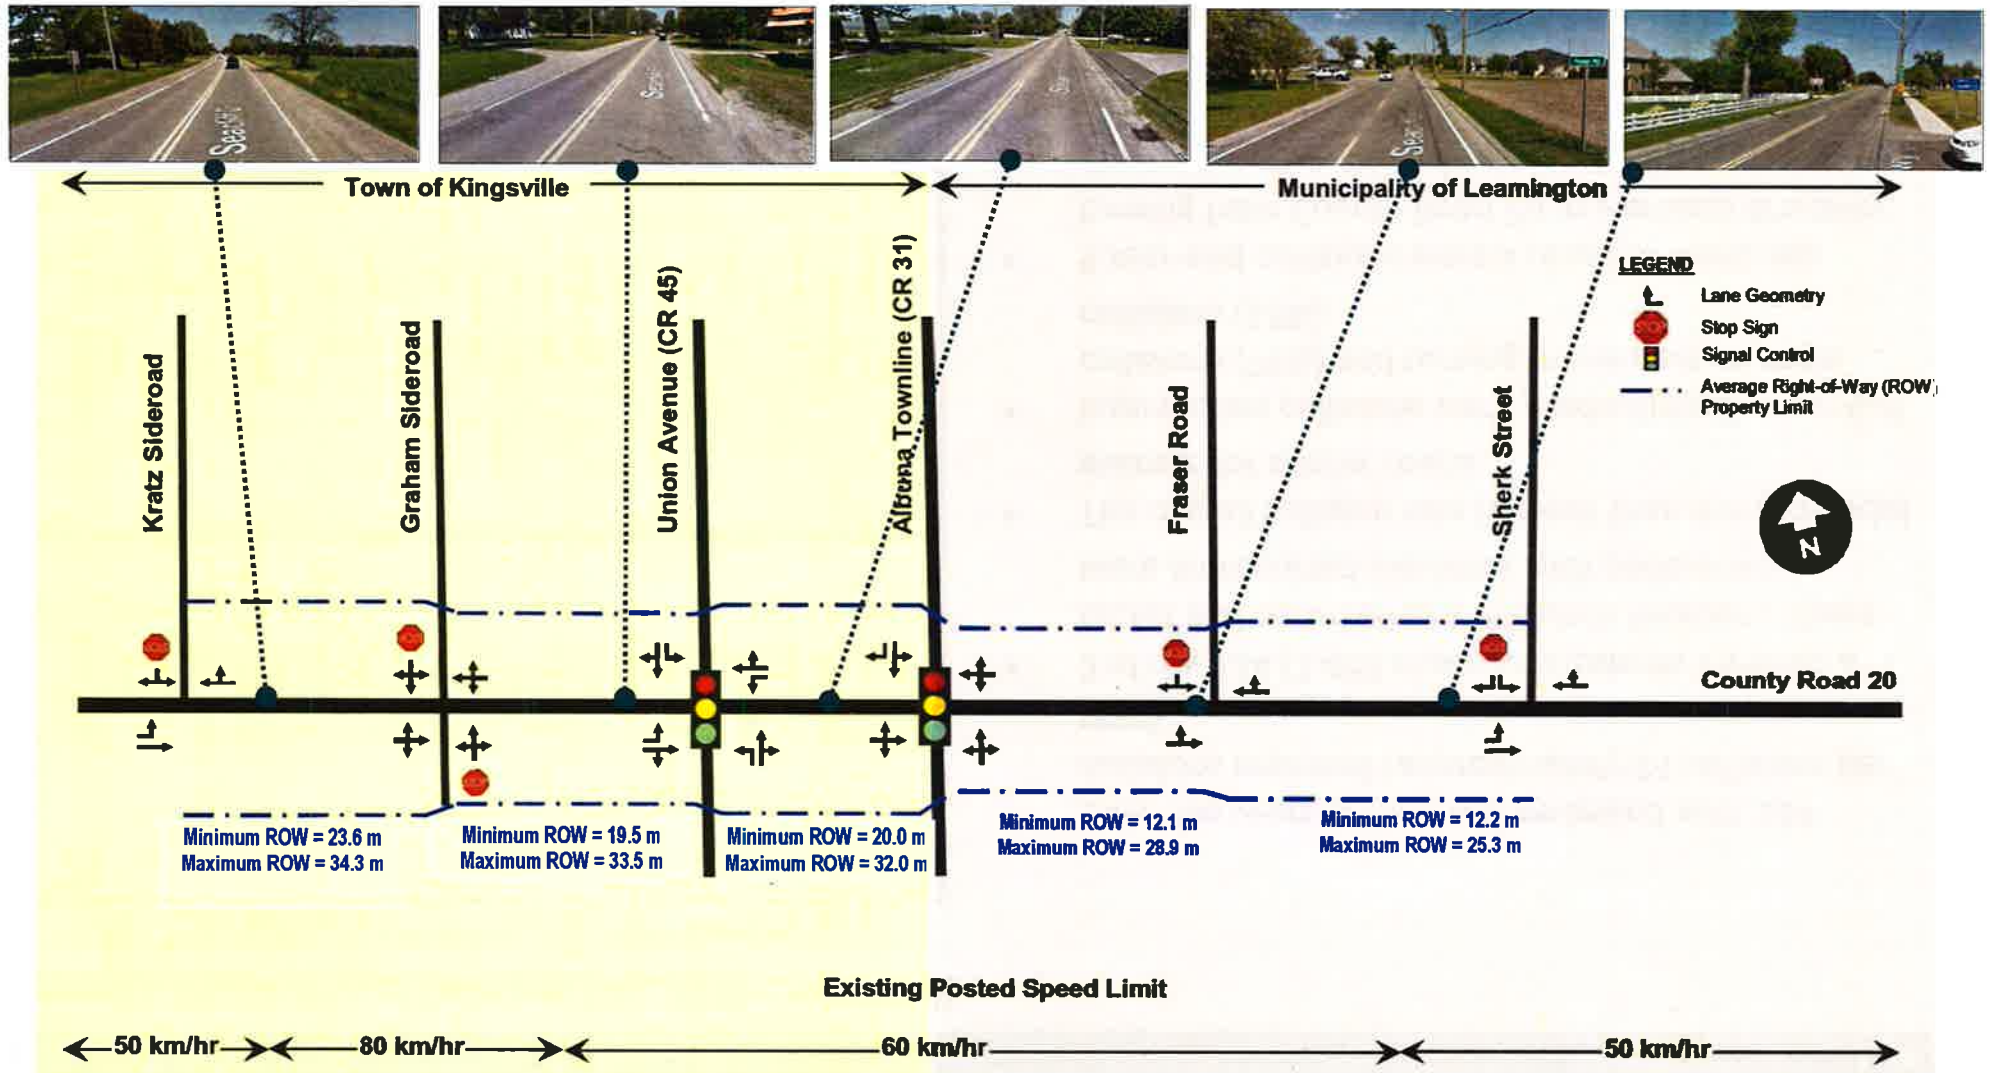 Town of Kingsville
Municipality of Leamington
Kratz Sideroad
Graham Sideroad
Union Avenue (CR 45)
Albuna Townline (CR 31)
Fraser Road
Sherk Street
LEGEND
Lane Geometry
Stop Sign
Signal Control
Average Right-of-Way (ROW)
Property Limit
N
County Road 20
Minimum ROW = 23.6 m
Maximum ROW = 34.3 m
Minimum ROW = 19.5 m
Maximum ROW = 33.5 m
Minimum ROW = 20.0 m
Maximum ROW = 32.0 m
Minimum ROW = 12.1 m
Maximum ROW = 28.9 m
Minimum ROW = 12.2 m
Maximum ROW = 25.3 m
Existing Posted Speed Limit
50 km/hr
80 km/hr
60 km/hr
50 km/hr